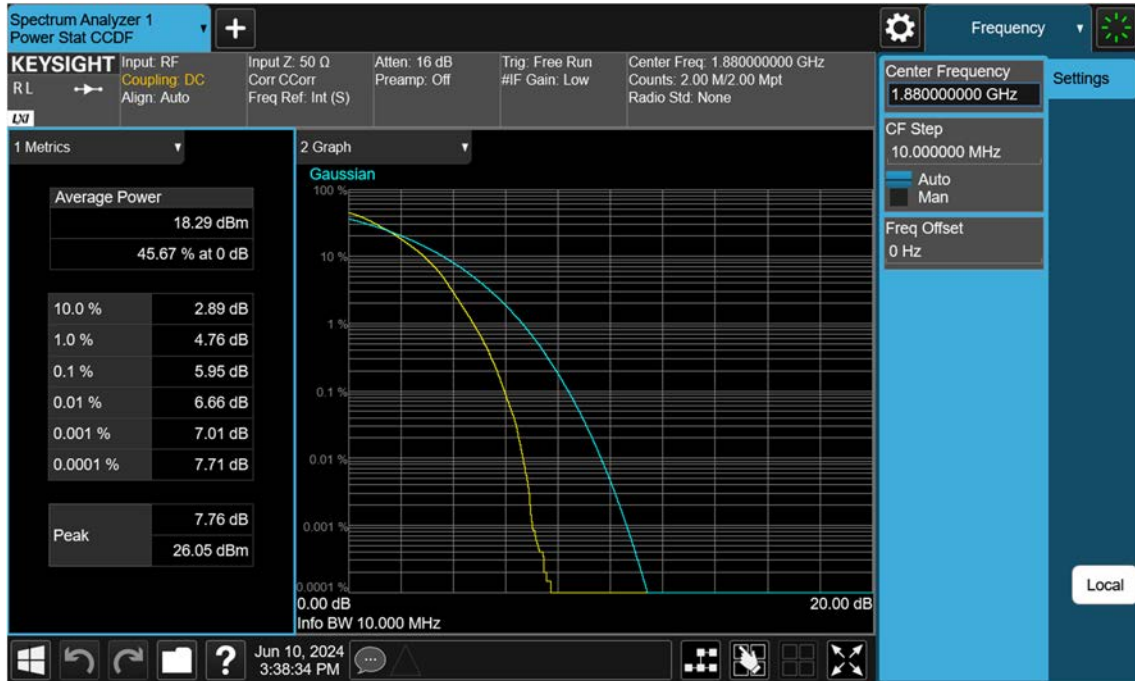 Spectrum Analyzer 1
Power Stat CCDF
Frequency
KEYSIGHT
R L
LXI
Input: RF
Coupling: DC
Align: Auto
Input Z: 50 Ω
Corr CCorr
Freq Ref: Int (S)
Atten: 16 dB
Preamp: Off
Trig: Free Run
#IF Gain: Low
Center Freq: 1.880000000 GHz
Counts: 2.00 M/2.00 Mpt
Radio Std: None
Center Frequency
1.880000000 GHz
Settings
CF Step
10.000000 MHz
Auto
Man
Freq Offset
0 Hz
1 Metrics
Average Power
18.29 dBm
45.67 % at 0 dB
10.0 % 2.89 dB
1.0 % 4.76 dB
0.1 % 5.95 dB
0.01 % 6.66 dB
0.001 % 7.01 dB
0.0001 % 7.71 dB
Peak
7.76 dB
26.05 dBm
2 Graph
Gaussian
100 %
10 %
1 %
0.1 %
0.01 %
0.001 %
0.0001 %
0.00 dB 20.00 dB
Info BW 10.000 MHz
Local
?
Jun 10, 2024
3:38:34 PM